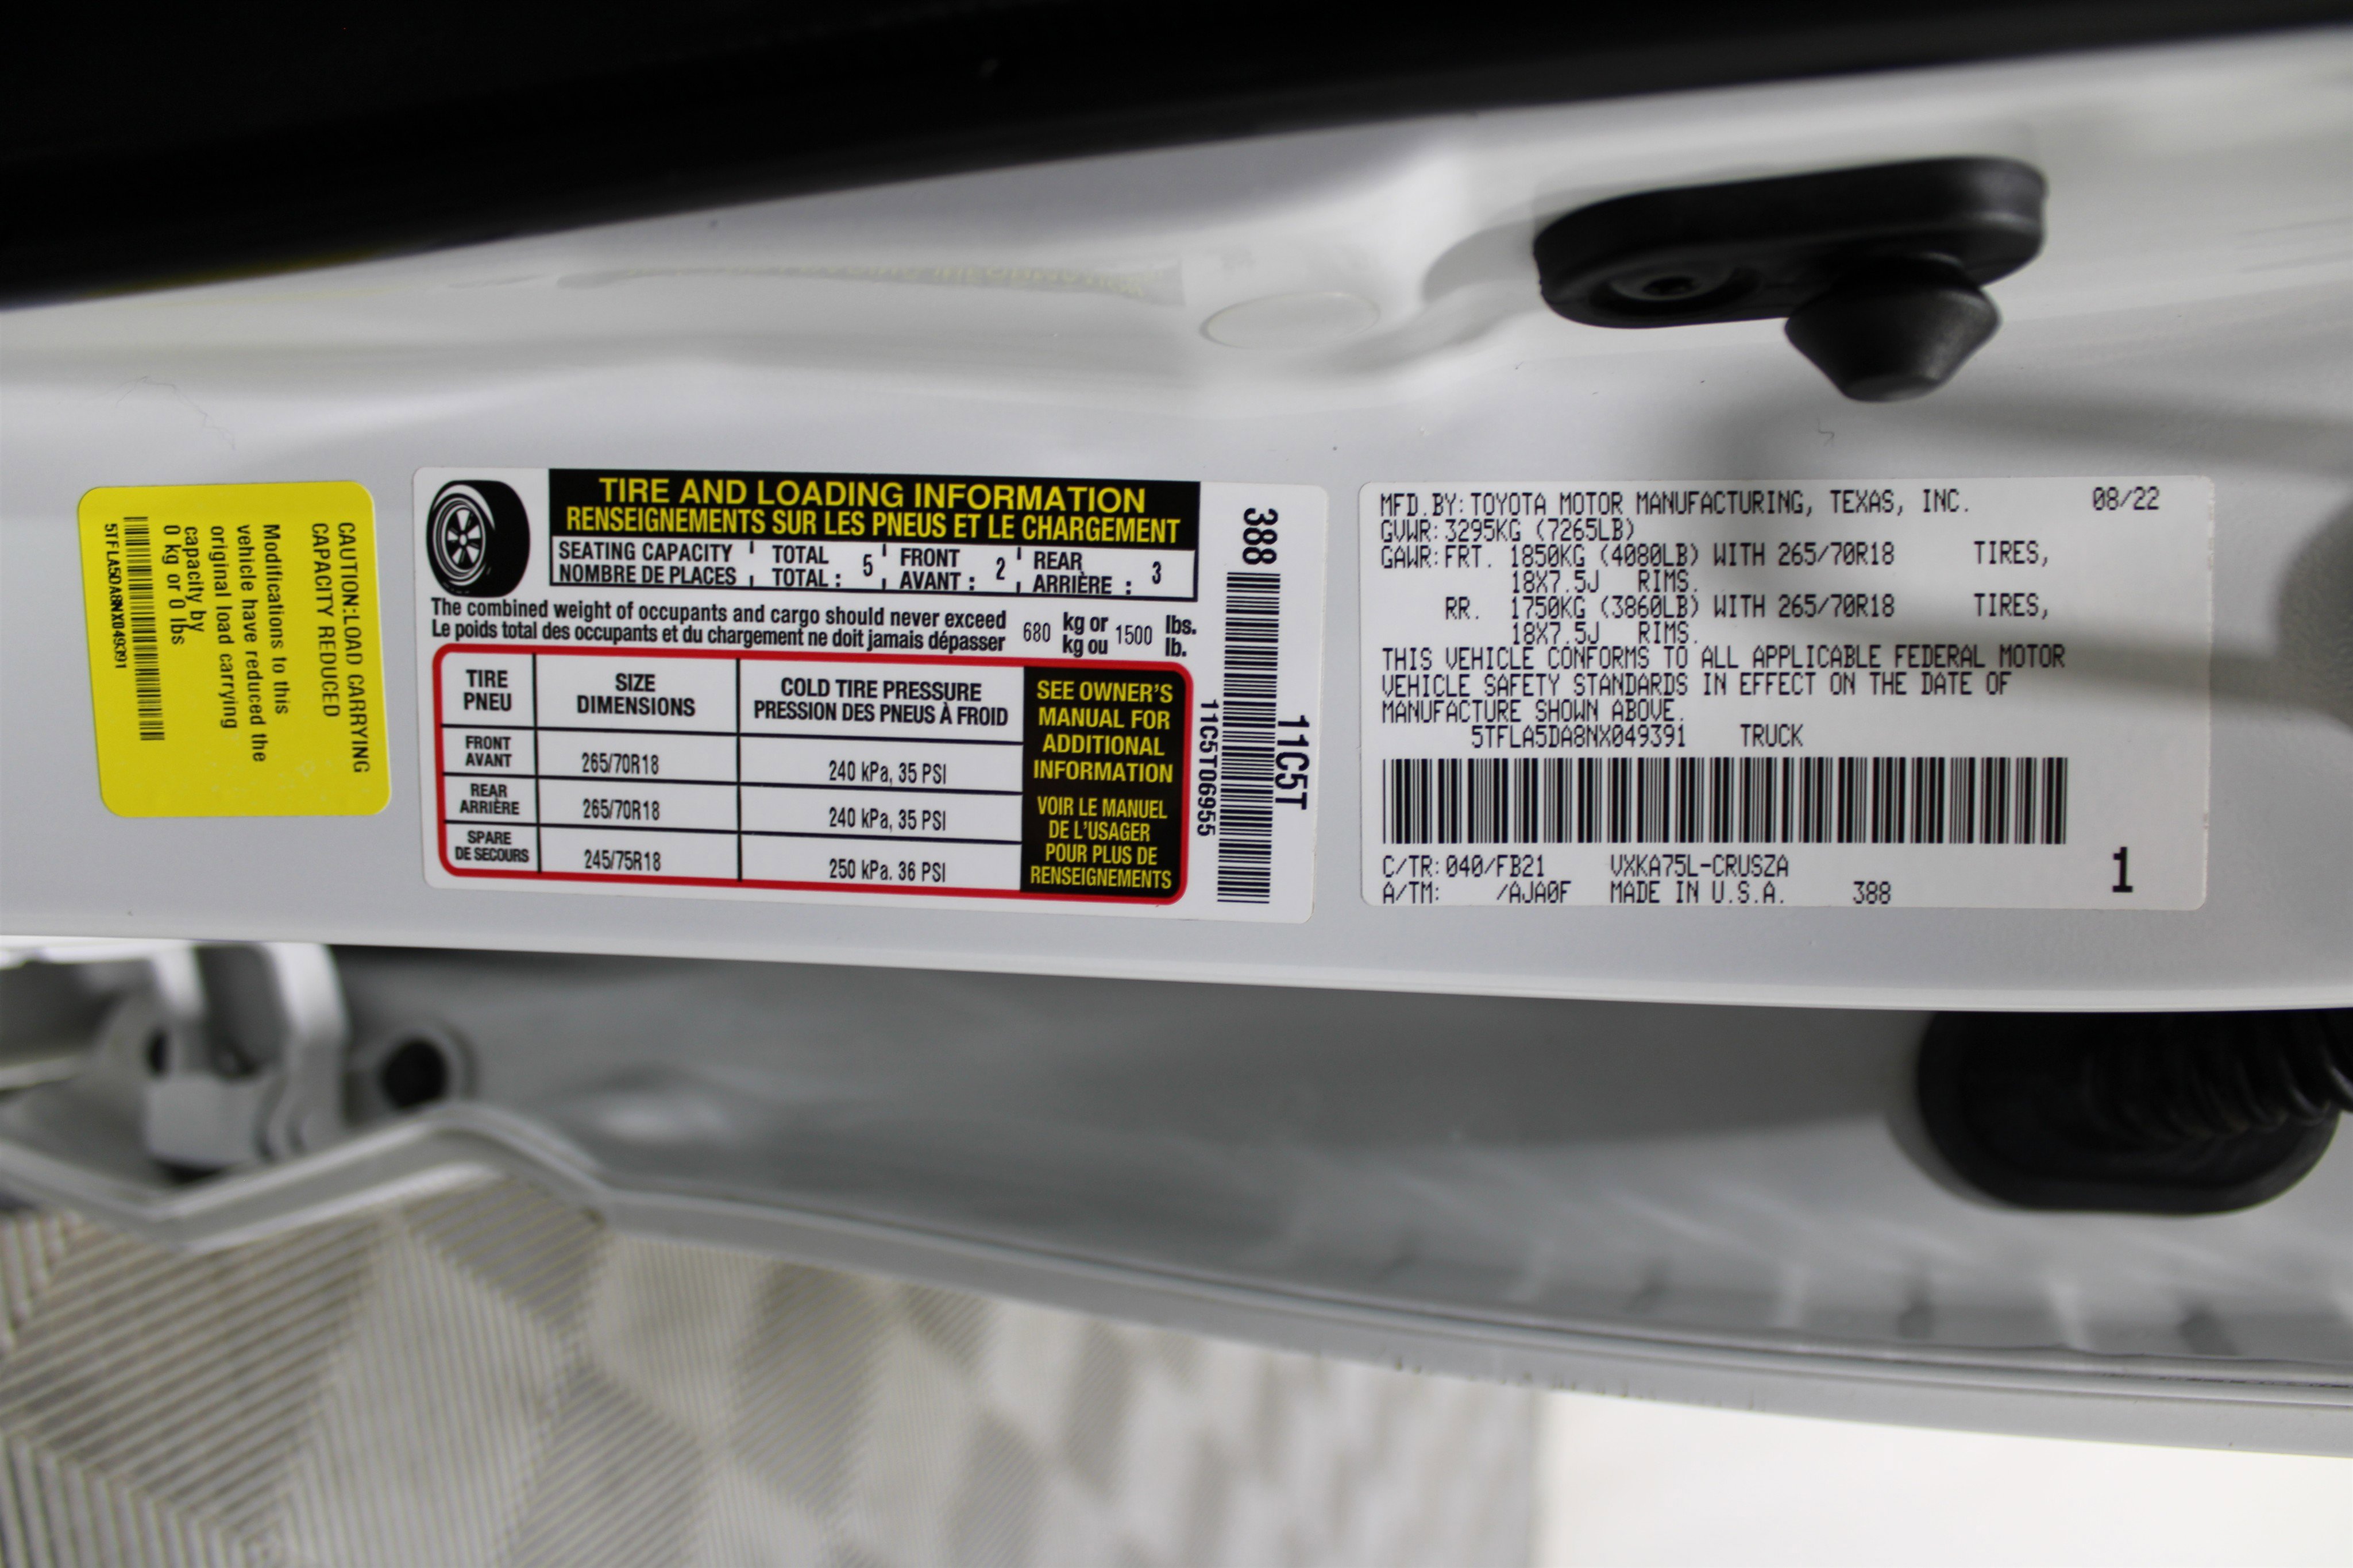 CAUTION:LOAD CARRYING
CAPACITY REDUCED
Modifications to this
vehicle have reduced the
original load carrying
capacity by
0 kg or 0 lbs
5TFLA5DA8NX049391
TIRE AND LOADING INFORMATION
RENSEIGNEMENTS SUR LES PNEUS ET LE CHARGEMENT
SEATING CAPACITY TOTAL 5 FRONT 2 REAR 3
NOMBRE DE PLACES TOTAL : AVANT : ARRIÈRE :
The combined weight of occupants and cargo should never exceed 680 kg or 1500 lbs.
Le poids total des occupants et du chargement ne doit jamais dépasser kg ou lb.
TIRE SIZE COLD TIRE PRESSURE
PNEU DIMENSIONS PRESSION DES PNEUS À FROID
FRONT
AVANT 265/70R18 240 kPa, 35 PSI
REAR
ARRIÈRE 265/70R18 240 kPa, 35 PSI
SPARE
DE SECOURS 245/75R18 250 kPa. 36 PSI
SEE OWNER'S
MANUAL FOR
ADDITIONAL
INFORMATION
VOIR LE MANUEL
DE L'USAGER
POUR PLUS DE
RENSEIGNEMENTS
388
11C5T
11C5T06955
MFD.BY:TOYOTA MOTOR MANUFACTURING, TEXAS, INC. 08/22
GVWR:3295KG (7265LB)
GAWR:FRT. 1850KG (4080LB) WITH 265/70R18 TIRES,
18X7.5J RIMS.
RR. 1750KG (3860LB) WITH 265/70R18 TIRES,
18X7.5J RIMS.
THIS VEHICLE CONFORMS TO ALL APPLICABLE FEDERAL MOTOR
VEHICLE SAFETY STANDARDS IN EFFECT ON THE DATE OF
MANUFACTURE SHOWN ABOVE.
5TFLA5DA8NX049391 TRUCK
C/TR:040/FB21 VXKA75L-CRUSZA
A/TM: /AJA0F MADE IN U.S.A. 388
1